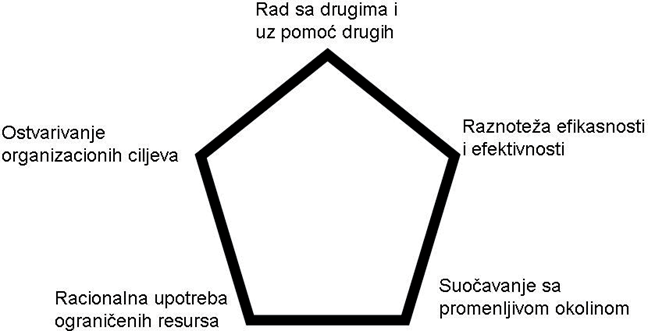 Rad sa drugima i
uz pomoć drugih
Ostvarivanje
organizacionih ciljeva
Raznoteža efikasnosti
i efektivnosti
Racionalna upotreba
ograničenih resursa
Suočavanje sa
promenljivom okolinom